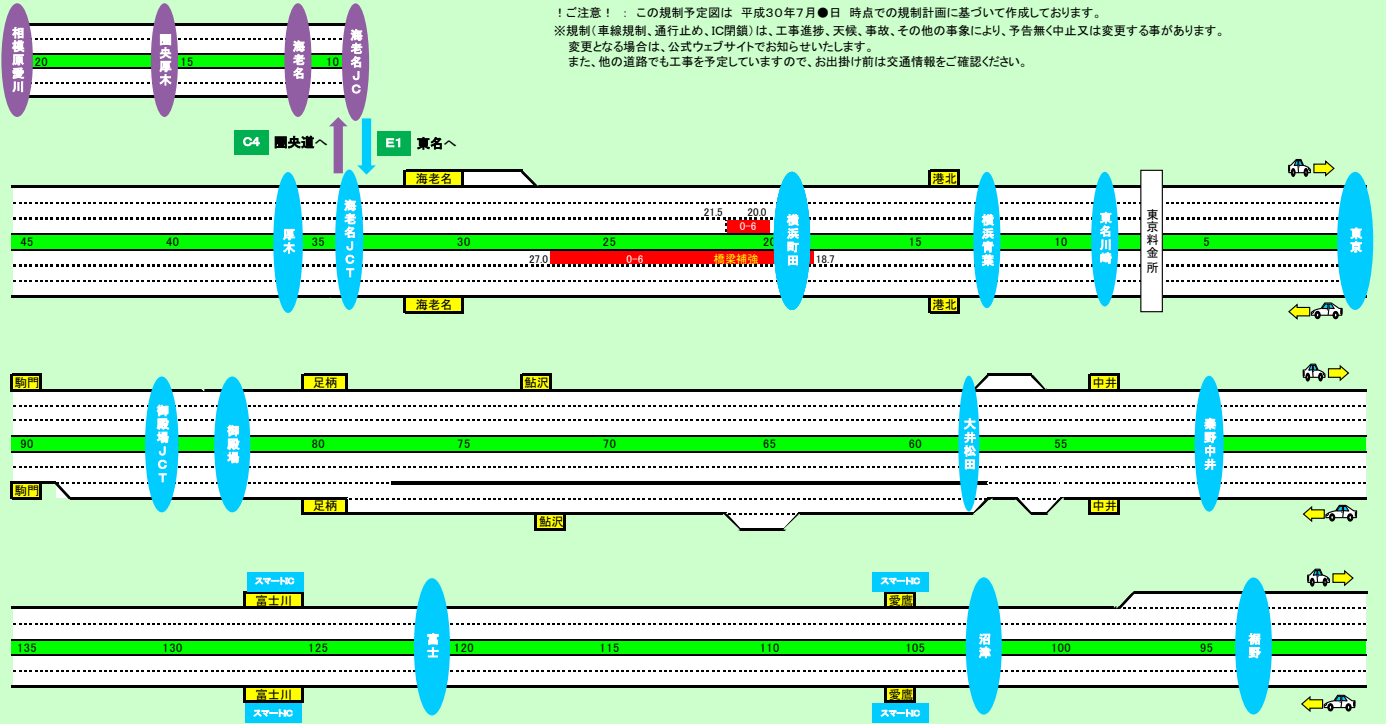 ！ご注意！ ： この規制予定図は 平成３０年７月●日 時点での規制計画に基づいて作成しております。
※規制（車線規制、通行止め、IC閉鎖）は、工事進捗、天候、事故、その他の事象により、予告無く中止又は変更する事があります。
変更となる場合は、公式ウェブサイトでお知らせいたします。
また、他の道路でも工事を予定していますので、お出掛け前は交通情報をご確認ください。
相模原愛川
圏央厚木
海老名
海老名JC
20 15 10
C4 圏央道へ
E1 東名へ
海老名 港北
厚木
海老名JCT
横浜町田
横浜青葉
東名川崎
東京料金所
東京
21.5 20.0
0-6
45 40 35 30 25 20 15 10 5
27.0 0-6 橋梁補強 18.7
海老名 港北
駒門 足柄 鮎沢 中井
御殿場JCT
御殿場
大井松田
秦野中井
90 80 75 70 65 60 55
駒門 足柄 中井
鮎沢
スマートIC スマートIC
富士川 愛鷹
富士
沼津
裾野
135 130 125 120 115 110 105 100 95
富士川 愛鷹
スマートIC スマートIC